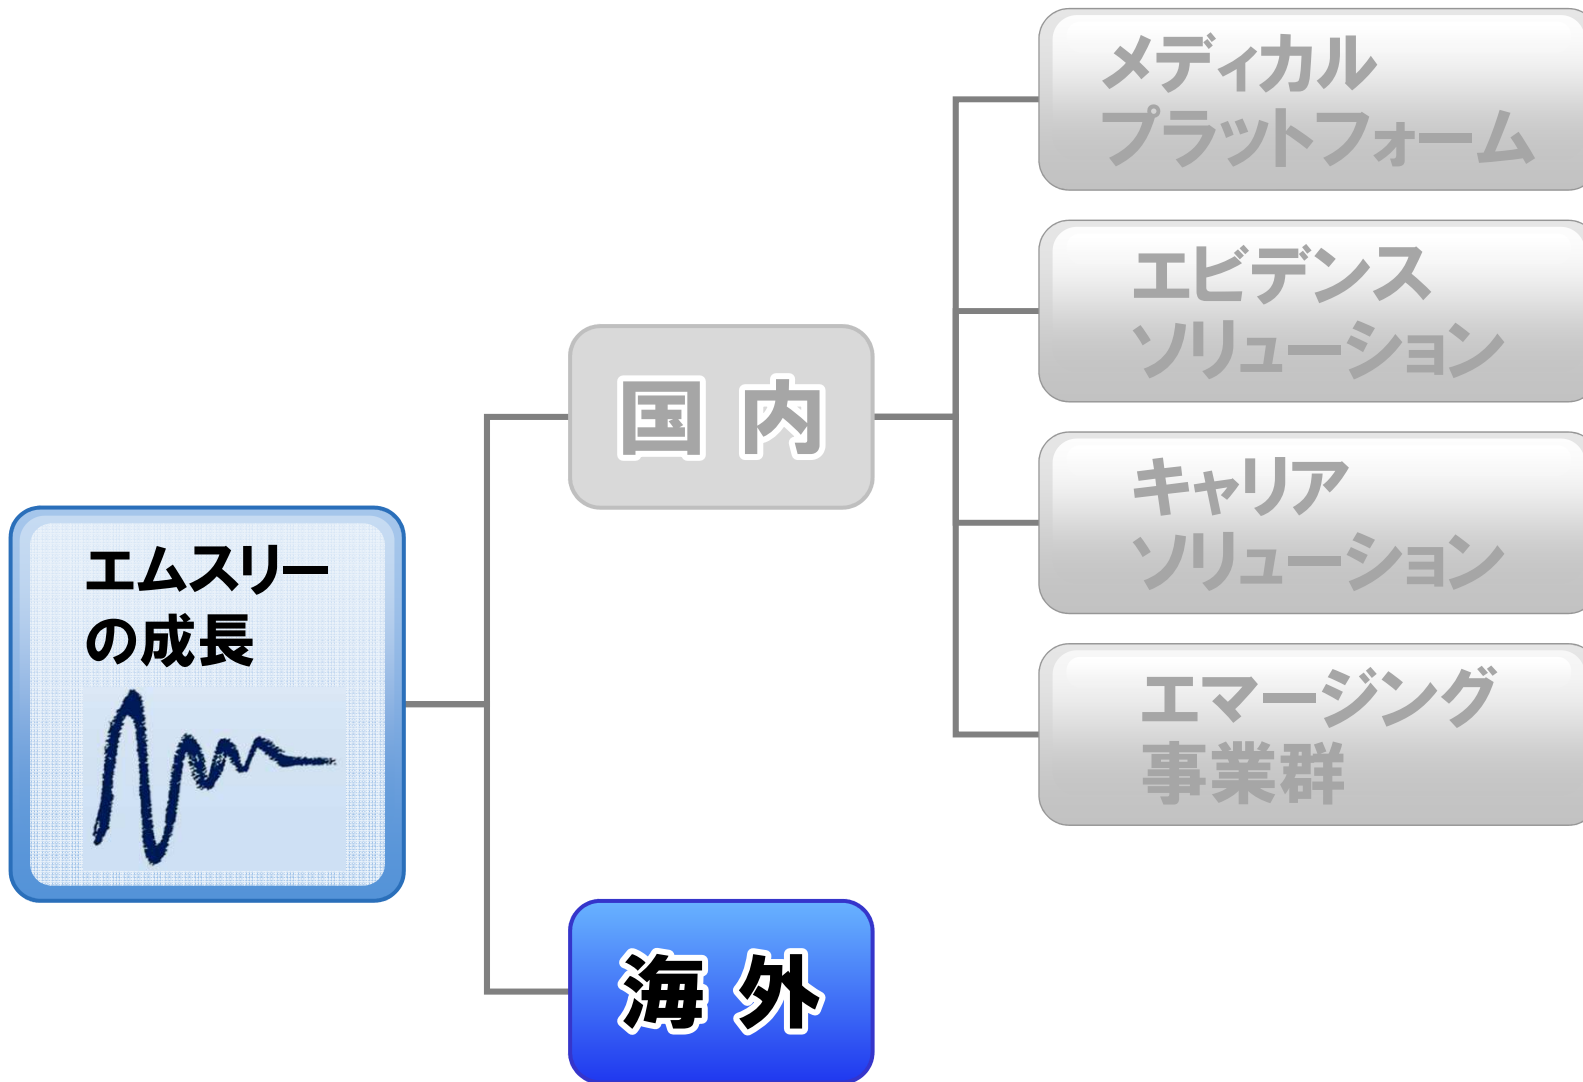 メディカル
プラットフォーム
エビデンス
ソリューション
国内
キャリア
ソリューション
エムスリー
の成長
エマージング
事業群
海外